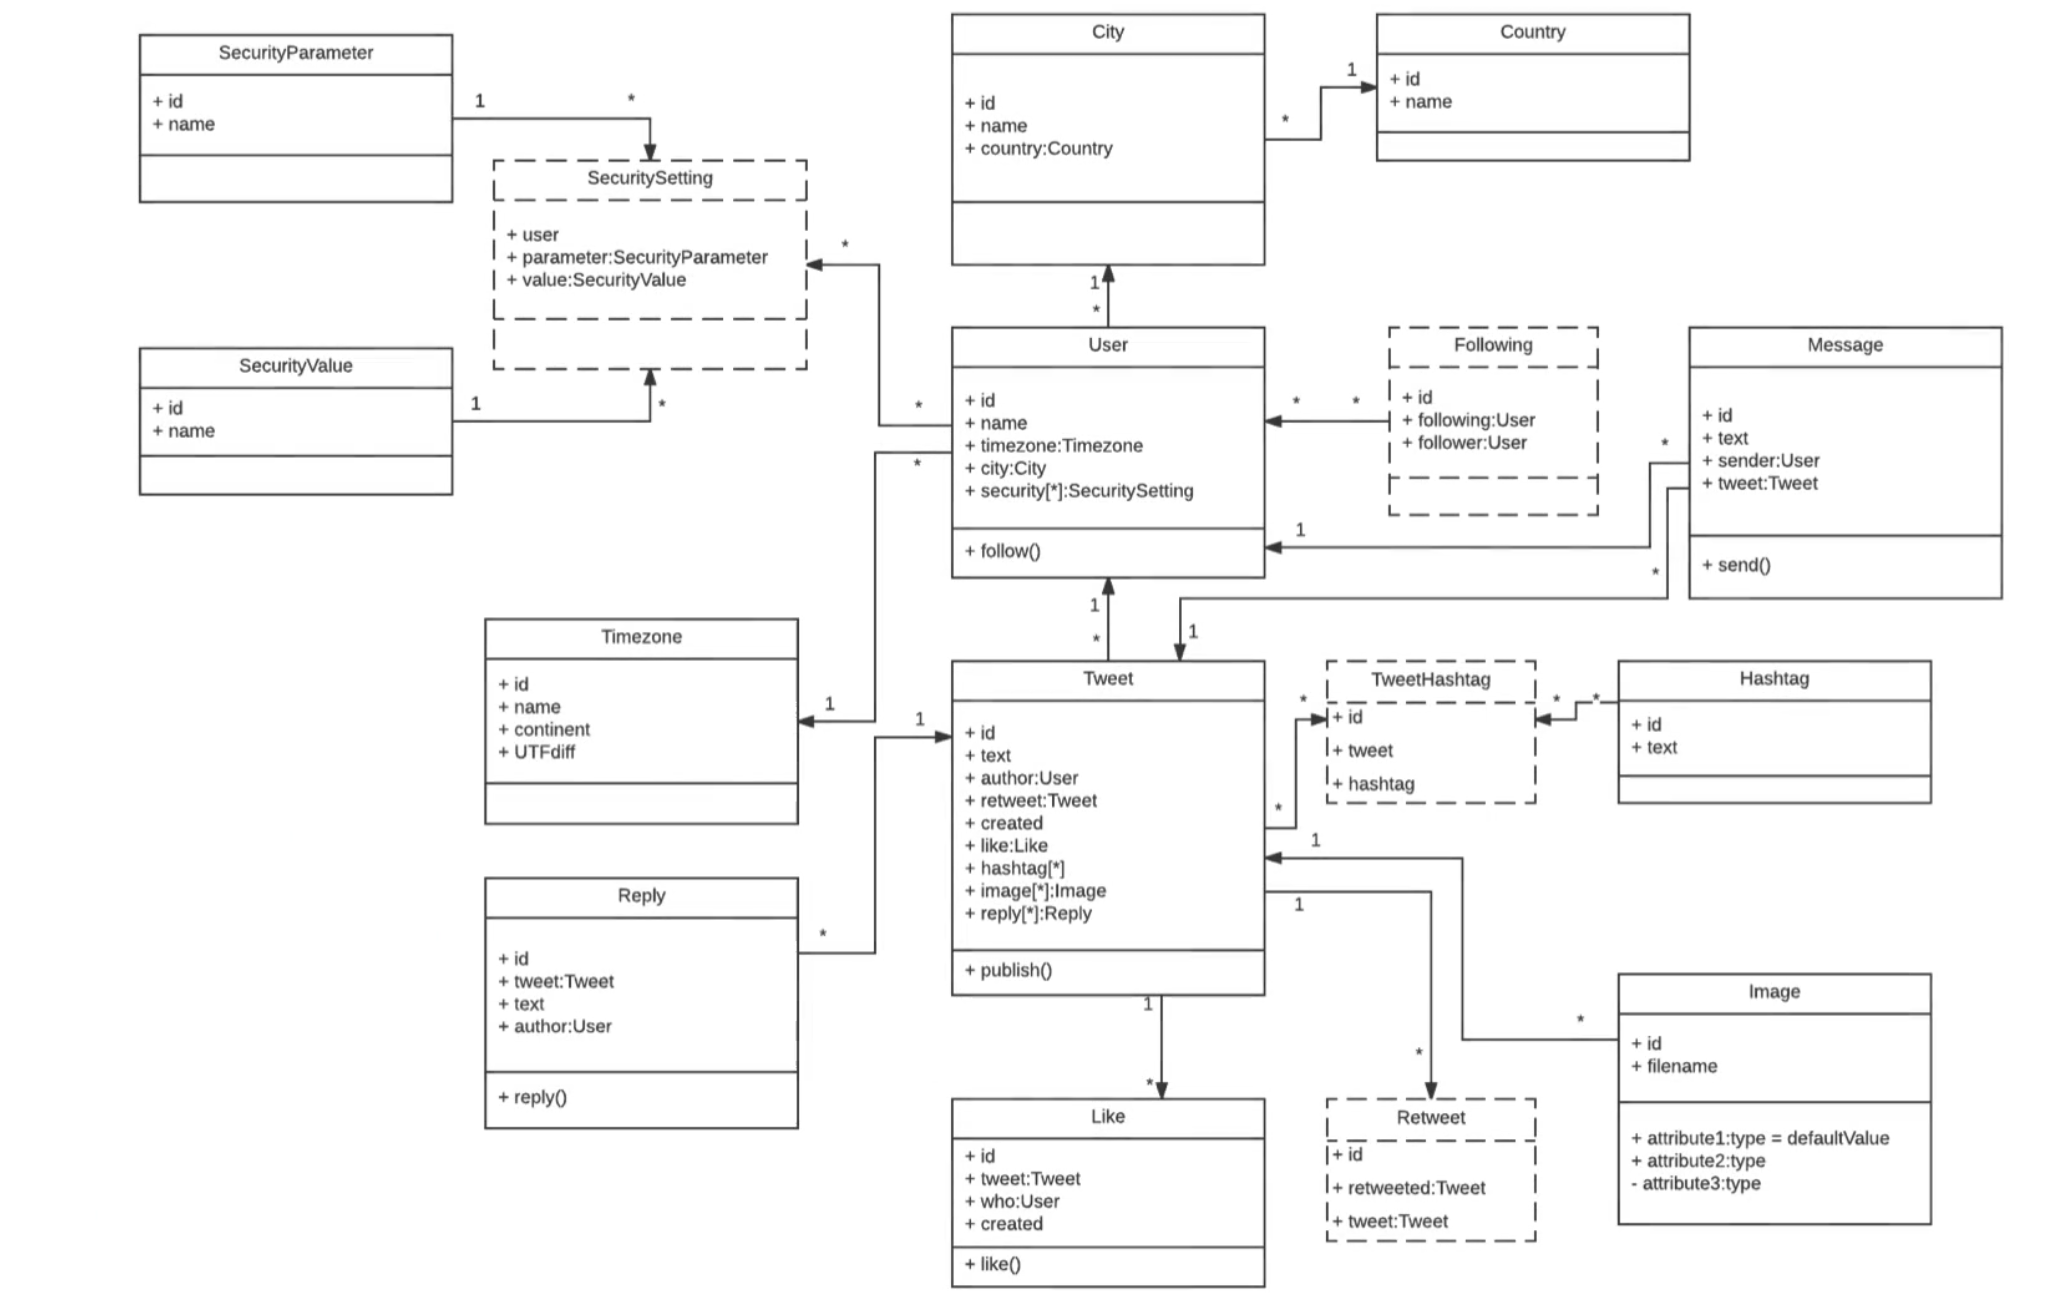 SecurityParameter
+ id
+ name
1
*
SecuritySetting
+ user
+ parameter:SecurityParameter
+ value:SecurityValue
SecurityValue
+ id
+ name
1
*
City
+ id
+ name
+ country:Country
*
1
Country
+ id
+ name
1
*
*
*
User
+ id
+ name
+ timezone:Timezone
+ city:City
+ security[*]:SecuritySetting
+ follow()
*
*
*
Following
+ id
+ following:User
+ follower:User
Message
+ id
+ text
+ sender:User
+ tweet:Tweet
+ send()
*
1
*
1
1
*
Timezone
+ id
+ name
+ continent
+ UTFdiff
1
1
Tweet
+ id
+ text
+ author:User
+ retweet:Tweet
+ created
+ like:Like
+ hashtag[*]
+ image[*]:Image
+ reply[*]:Reply
+ publish()
*
*
TweetHashtag
+ id
+ tweet
+ hashtag
*
*
Hashtag
+ id
+ text
1
1
Reply
+ id
+ tweet:Tweet
+ text
+ author:User
+ reply()
*
1
*
Like
+ id
+ tweet:Tweet
+ who:User
+ created
+ like()
*
Retweet
+ id
+ retweeted:Tweet
+ tweet:Tweet
*
Image
+ id
+ filename
+ attribute1:type = defaultValue
+ attribute2:type
- attribute3:type